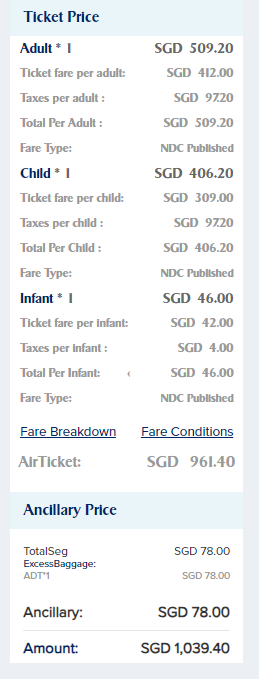 Ticket Price
Adult * 1 SGD 509.20
Ticket fare per adult: SGD 412.00
Taxes per adult : SGD 97.20
Total Per Adult : SGD 509.20
Fare Type: NDC Published
Child * 1 SGD 406.20
Ticket fare per child: SGD 309.00
Taxes per child : SGD 97.20
Total Per Child : SGD 406.20
Fare Type: NDC Published
Infant * 1 SGD 46.00
Ticket fare per infant: SGD 42.00
Taxes per infant : SGD 4.00
Total Per Infant: SGD 46.00
Fare Type: NDC Published
Fare Breakdown Fare Conditions
AirTicket: SGD 961.40
Ancillary Price
TotalSeg SGD 78.00
ExcessBaggage:
ADT*1 SGD 78.00
Ancillary: SGD 78.00
Amount: SGD 1,039.40